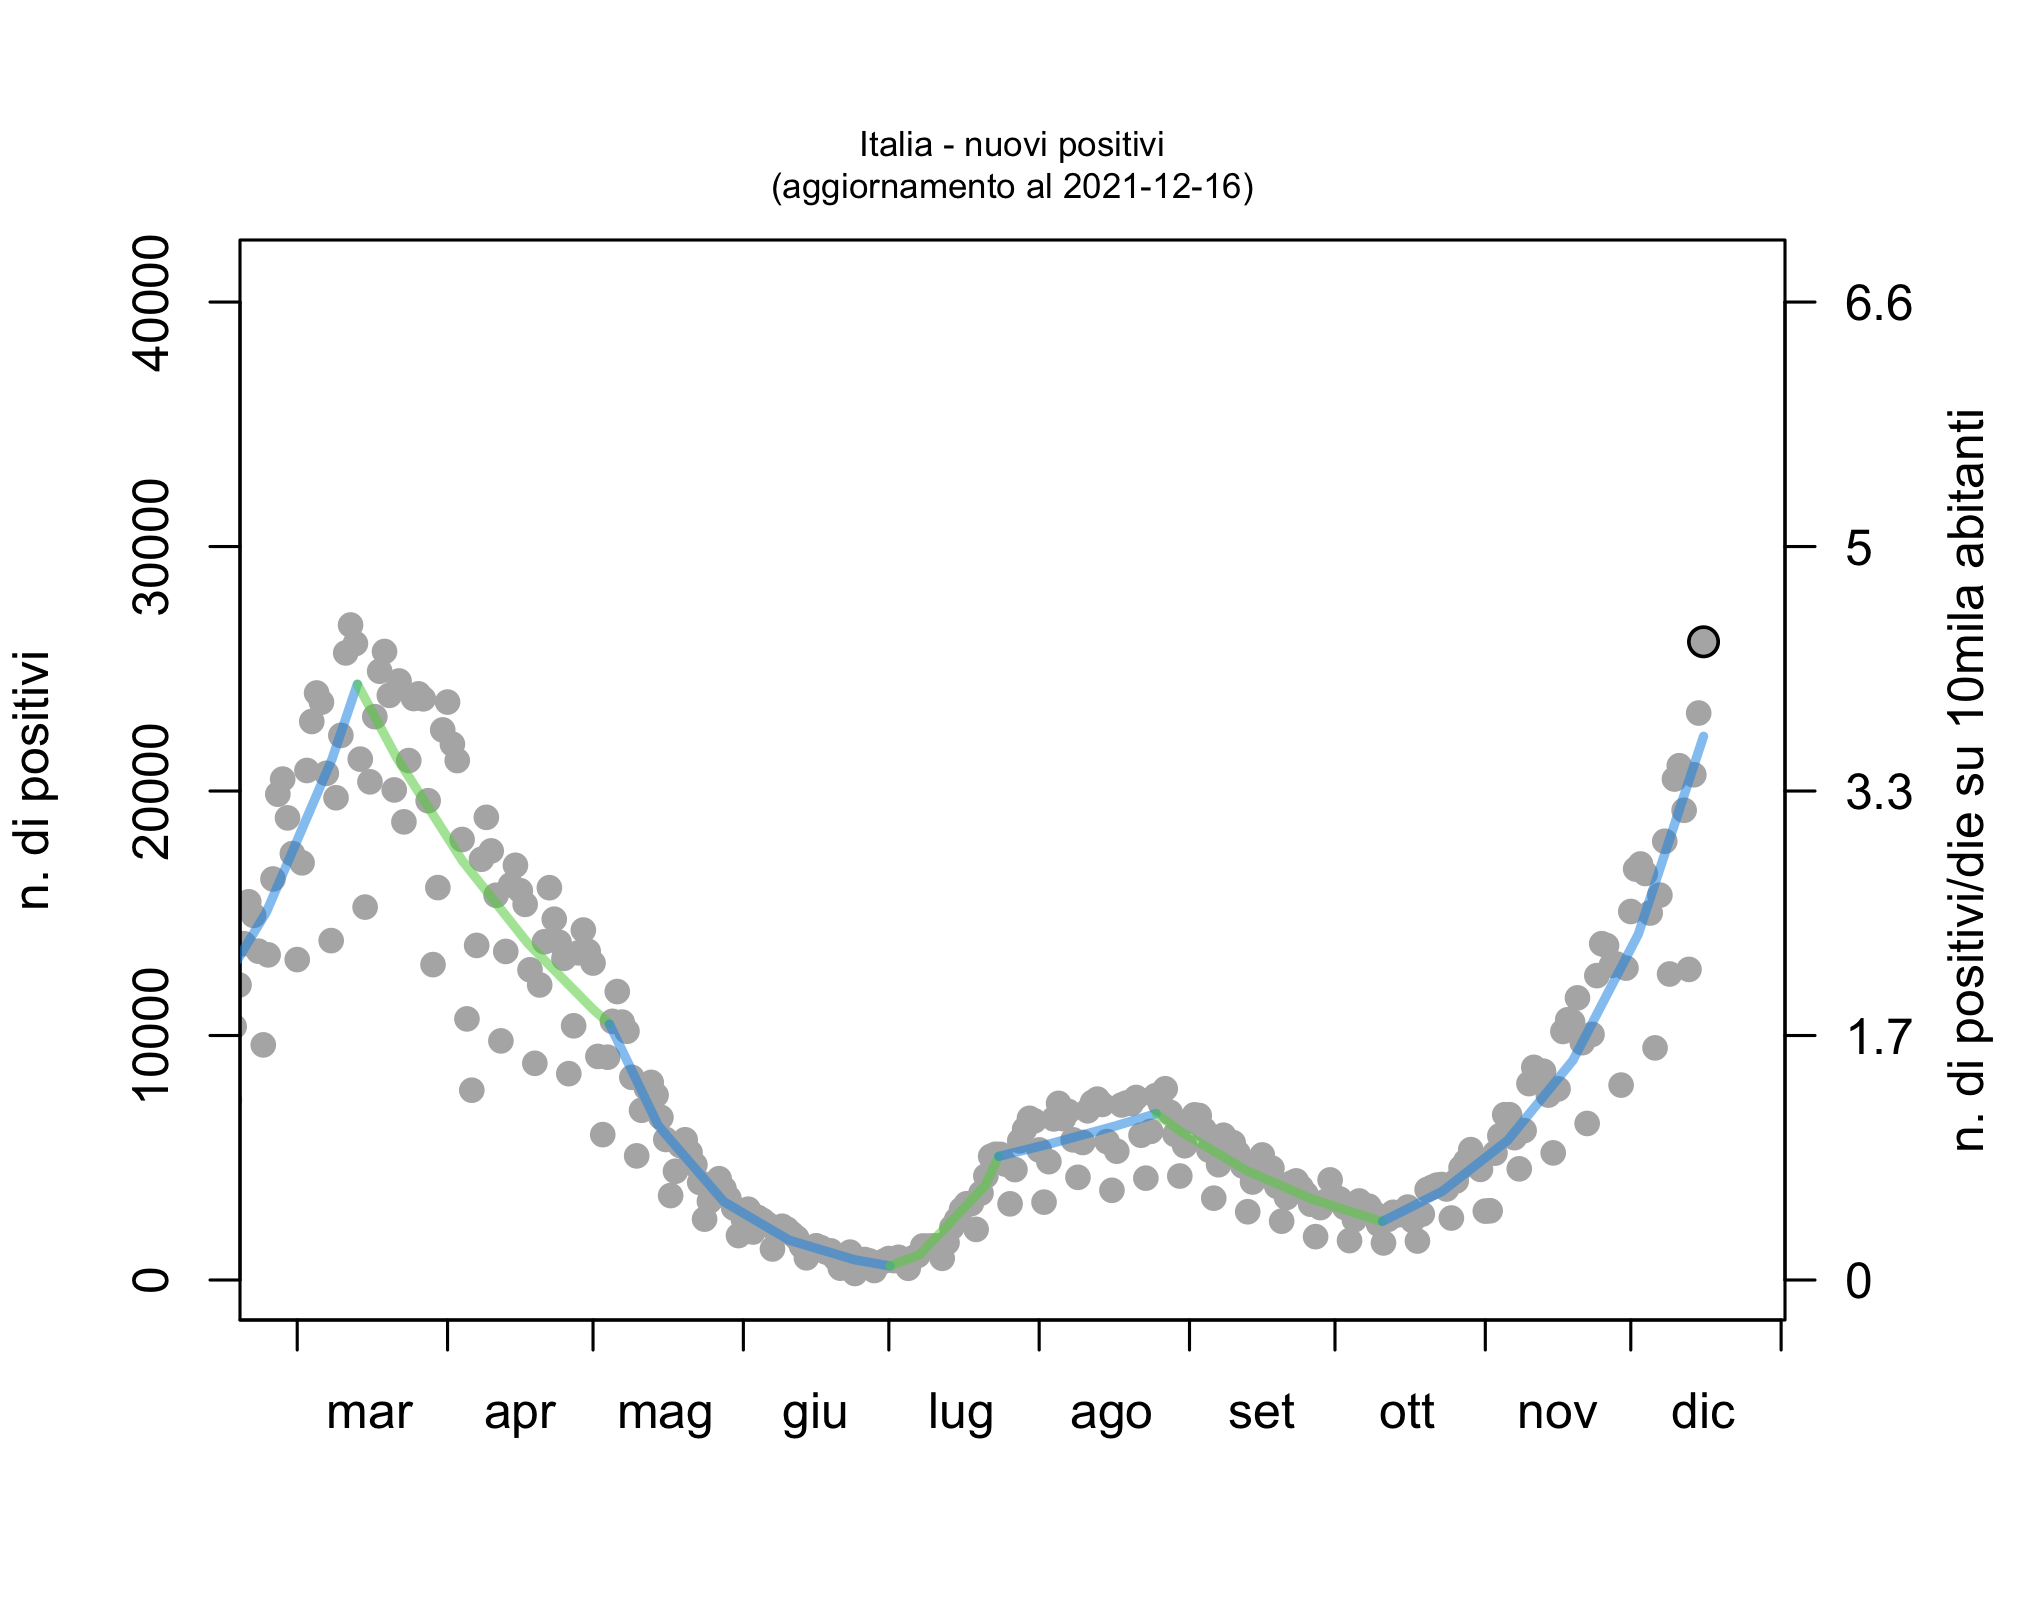 Italia - nuovi positivi
(aggiornamento al 2021-12-16)
n. di positivi
40000
30000
20000
10000
0
6.6
5
3.3
1.7
0
n. di positivi/die su 10mila abitanti
mar apr mag giu lug ago set ott nov dic